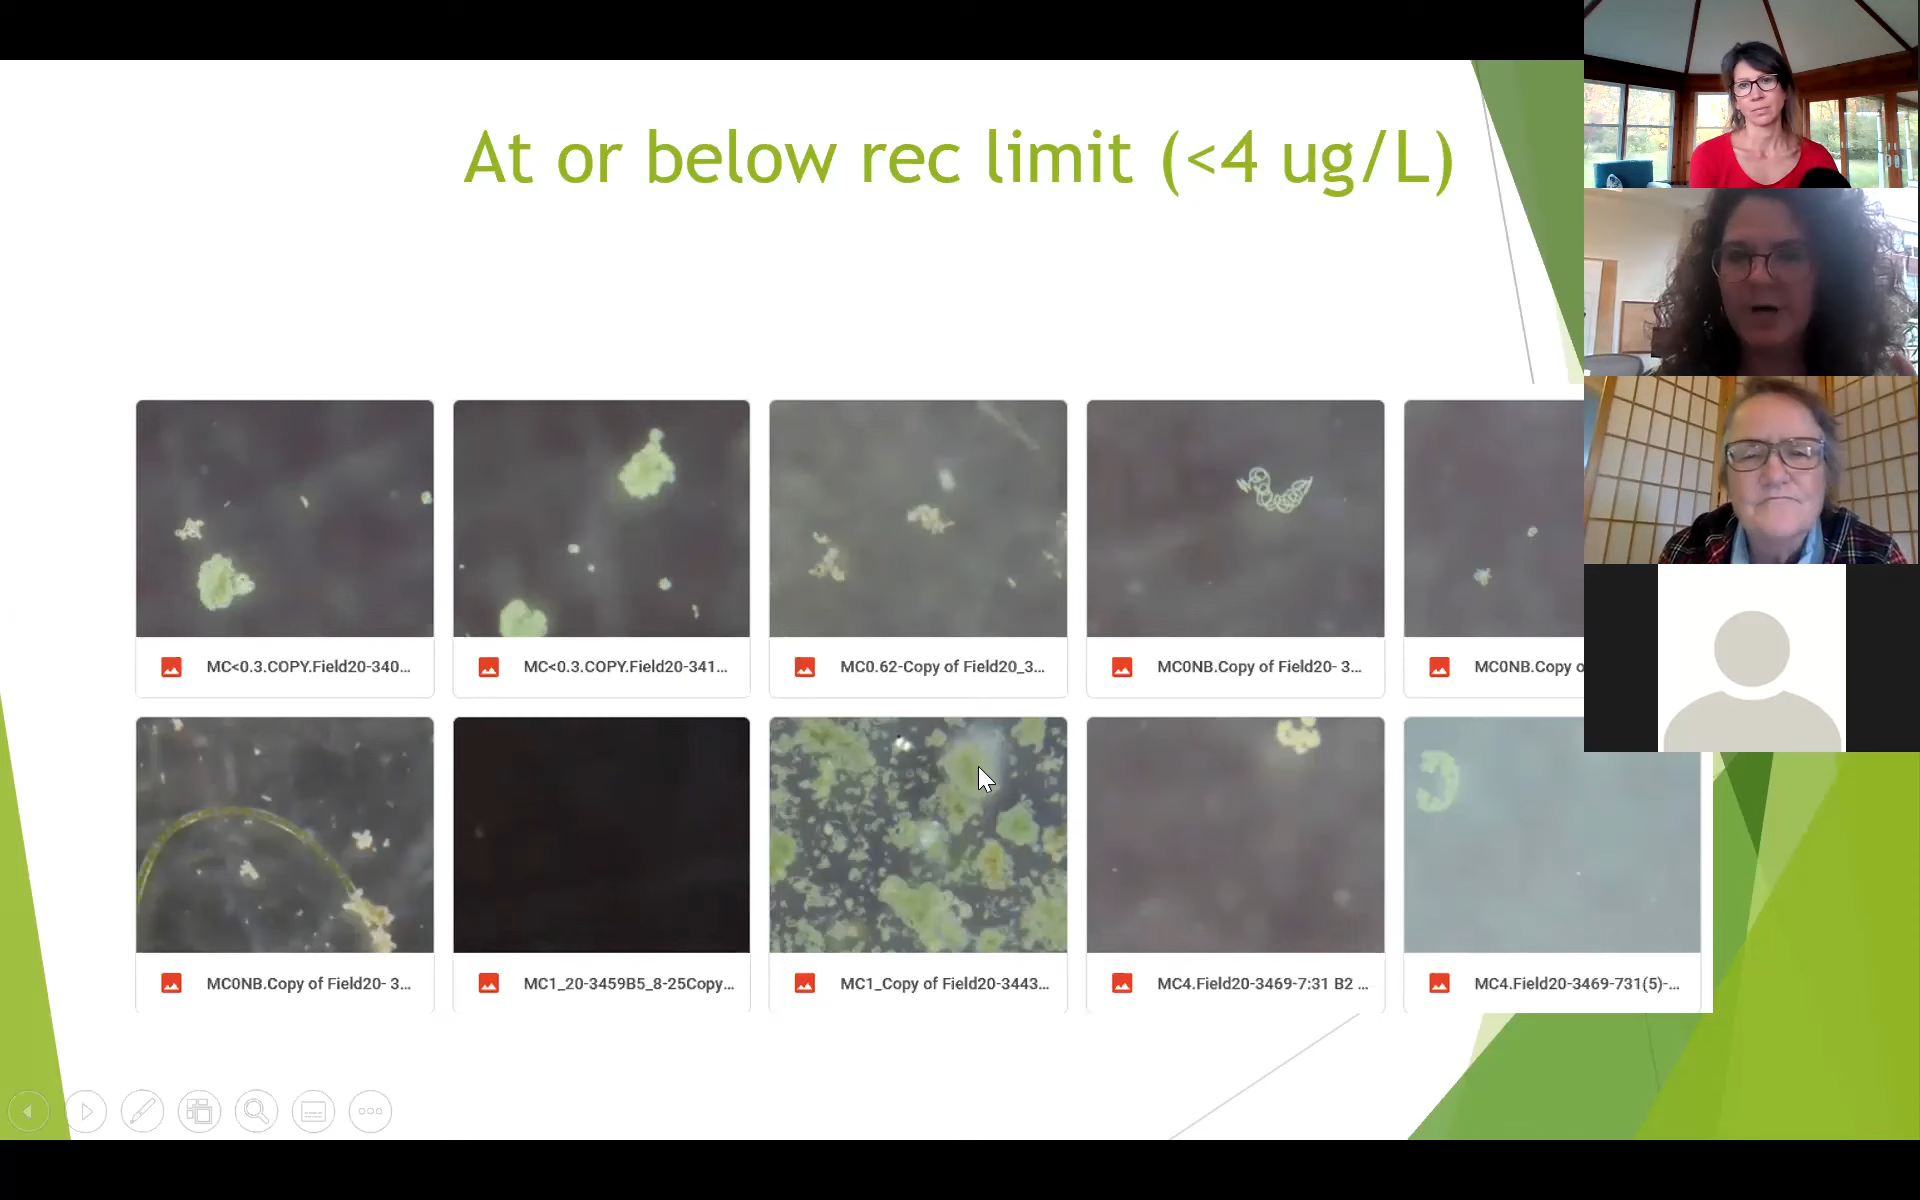 At or below rec limit (<4 ug/L)
MC<0.3.COPY.Field20-340...
MC<0.3.COPY.Field20-341...
MC0.62-Copy of Field20_3...
MC0NB.Copy of Field20- 3...
MC0NB.Copy o
MC0NB.Copy of Field20- 3...
MC1_20-3459B5_8-25Copy...
MC1_Copy of Field20-3443...
MC4.Field20-3469-7:31 B2 ...
MC4.Field20-3469-731(5)-...